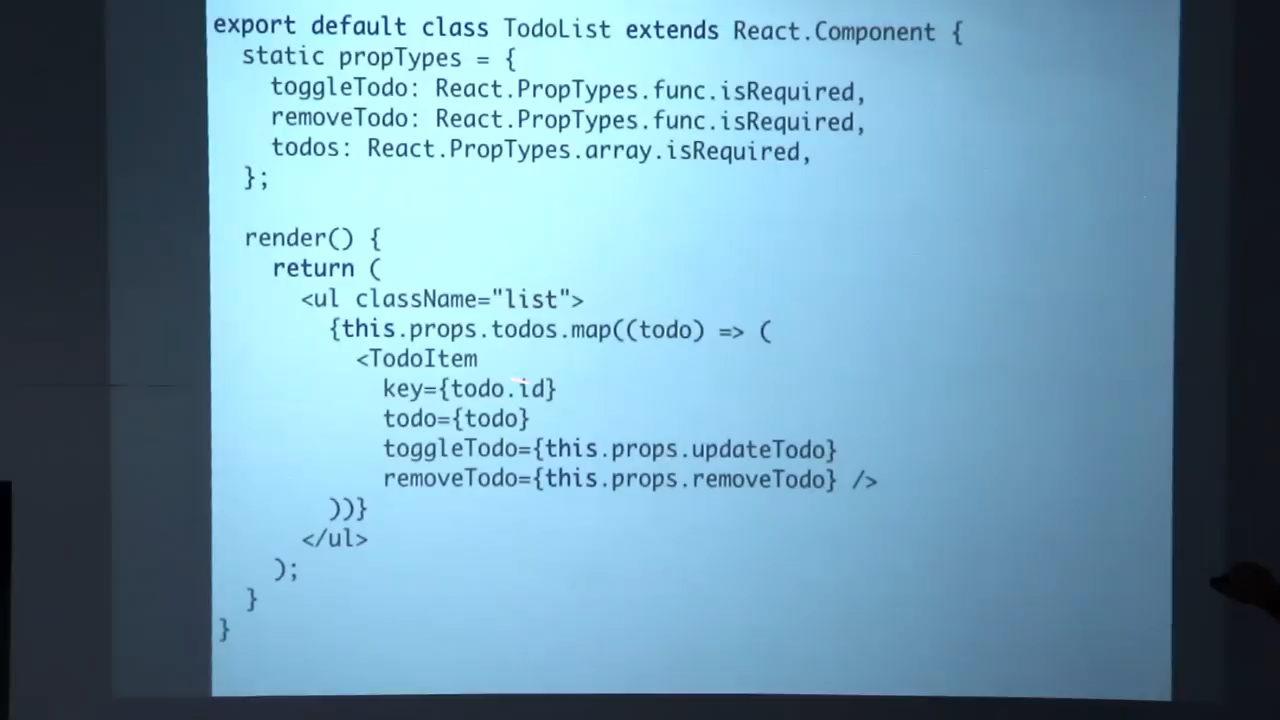 export default class TodoList extends React.Component {
static propTypes = {
toggleTodo: React.PropTypes.func.isRequired,
removeTodo: React.PropTypes.func.isRequired,
todos: React.PropTypes.array.isRequired,
};
render() {
return (
<ul className="list">
{this.props.todos.map((todo) => (
<TodoItem
key={todo.id}
todo={todo}
toggleTodo={this.props.updateTodo}
removeTodo={this.props.removeTodo} />
))}
</ul>
);
}
}